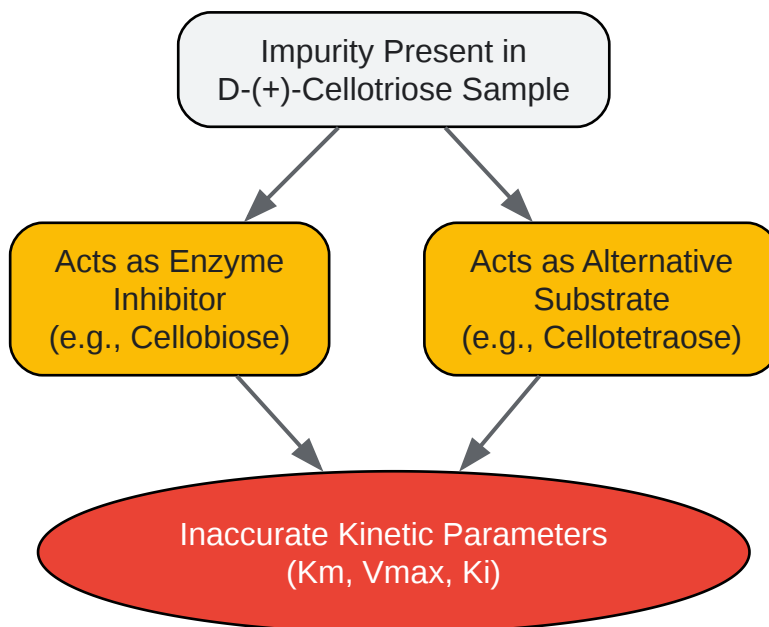 Impurity Present in
D-(+)-Cellotriose Sample
Acts as Enzyme
Inhibitor
(e.g., Cellobiose)
Acts as Alternative
Substrate
(e.g., Cellotetraose)
Inaccurate Kinetic Parameters
(Km, Vmax, Ki)